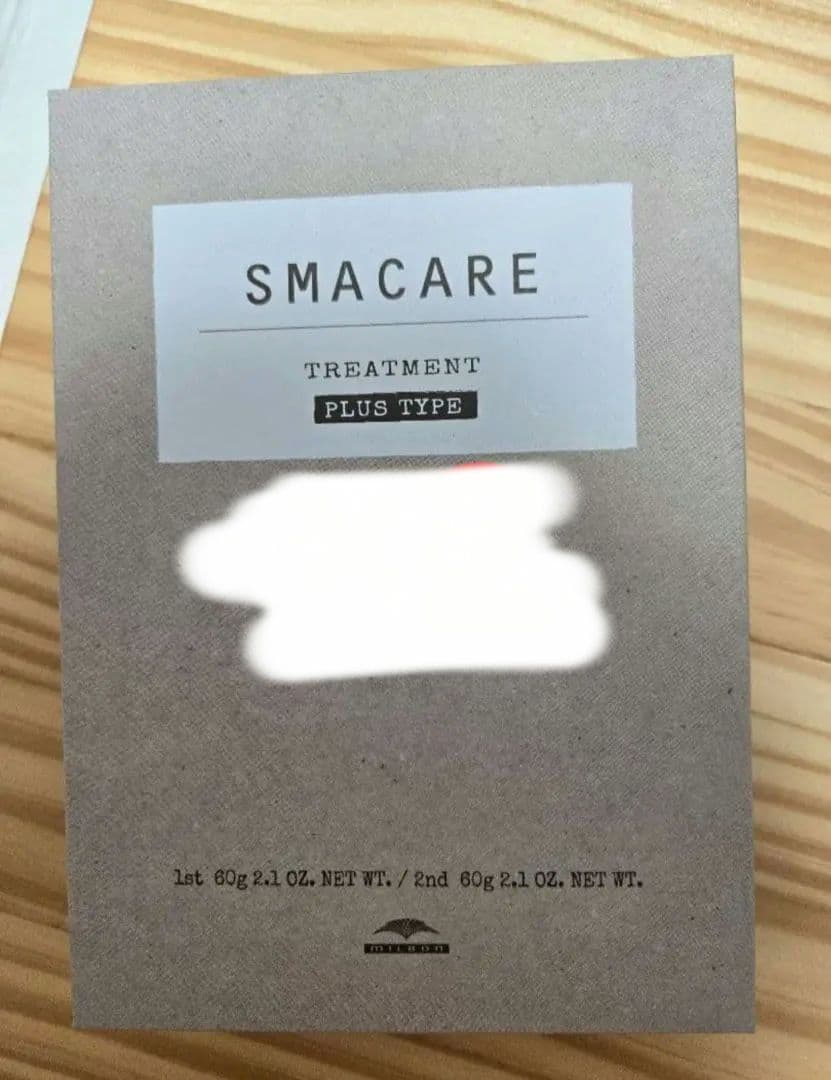 SMACARE
TREATMENT
PLUS TYPE
1st 60g 2.1 OZ. NET WT. / 2nd 60g 2.1 OZ. NET WT.
MILBON